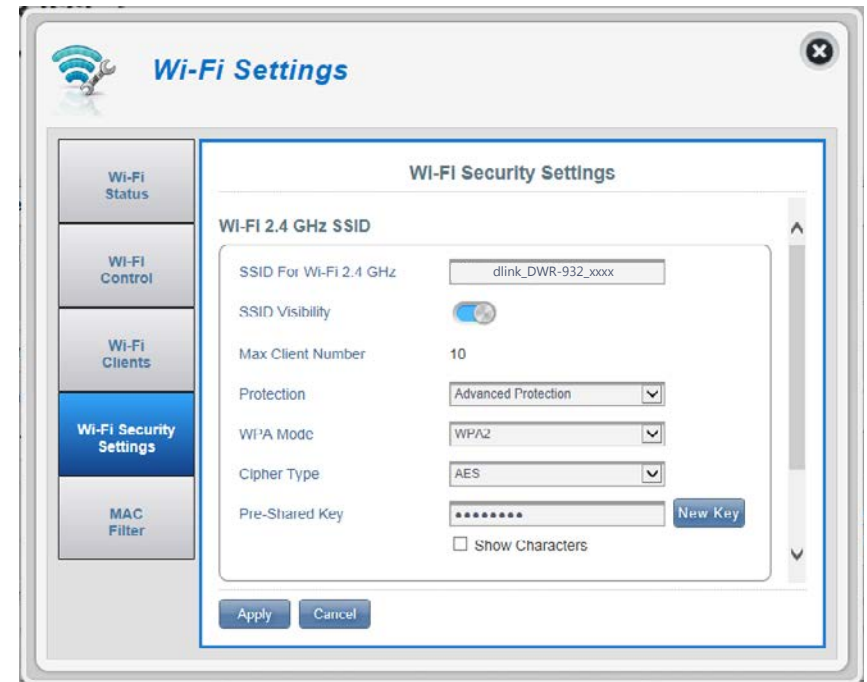 Wi-Fi Settings
Wi-Fi
Status
Wi-Fi
Control
Wi-Fi
Clients
Wi-Fi Security
Settings
MAC
Filter
Wi-Fi Security Settings
Wi-Fi 2.4 GHz SSID
SSID For Wi-Fi 2.4 GHz dlink_DWR-932_xxxx
SSID Visibility
Max Client Number 10
Protection Advanced Protection
WPA Mode WPA2
Cipher Type AES
Pre-Shared Key •••••••• New Key
Show Characters
Apply Cancel